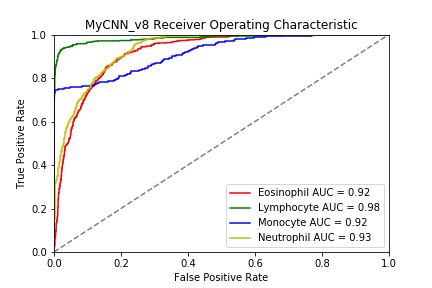 MyCNN_v8 Receiver Operating Characteristic
True Positive Rate
1.0
0.8
0.6
0.4
0.2
0.0
Eosinophil AUC = 0.92
Lymphocyte AUC = 0.98
Monocyte AUC = 0.92
Neutrophil AUC = 0.93
0.0 0.2 0.4 0.6 0.8 1.0
False Positive Rate